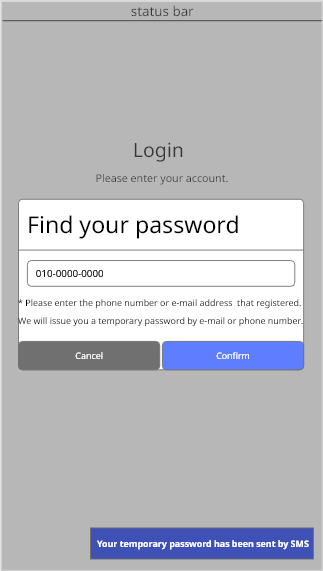 status bar
Login
Please enter your account.
Find your password
010-0000-0000
* Please enter the phone number or e-mail address that registered.
We will issue you a temporary password by e-mail or phone number.
Cancel
Confirm
Your temporary password has been sent by SMS